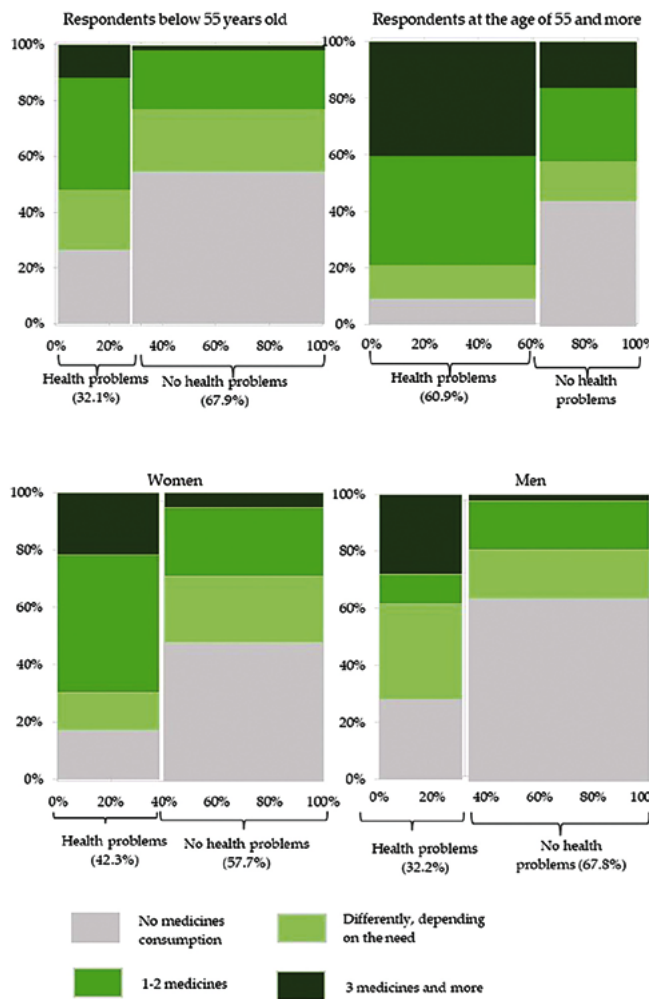 Respondents below 55 years old
Respondents at the age of 55 and more
100%
80%
60%
40%
20%
0%
0% 20% 40% 60% 80% 100%
Health problems
(32.1%)
No health problems
(67.9%)
100%
80%
60%
40%
20%
0%
0% 20% 40% 60% 80% 100%
Health problems
(60.9%)
No health
problems
Women
100%
80%
60%
40%
20%
0%
0% 20% 40% 60% 80% 100%
Health problems
(42.3%)
No health problems
(57.7%)
Men
100%
80%
60%
40%
20%
0%
0% 20% 40% 60% 80% 100%
Health problems
(32.2%)
No health
problems (67.8%)
No medicines
consumption
Differently, depending
on the need
1-2 medicines
3 medicines and more